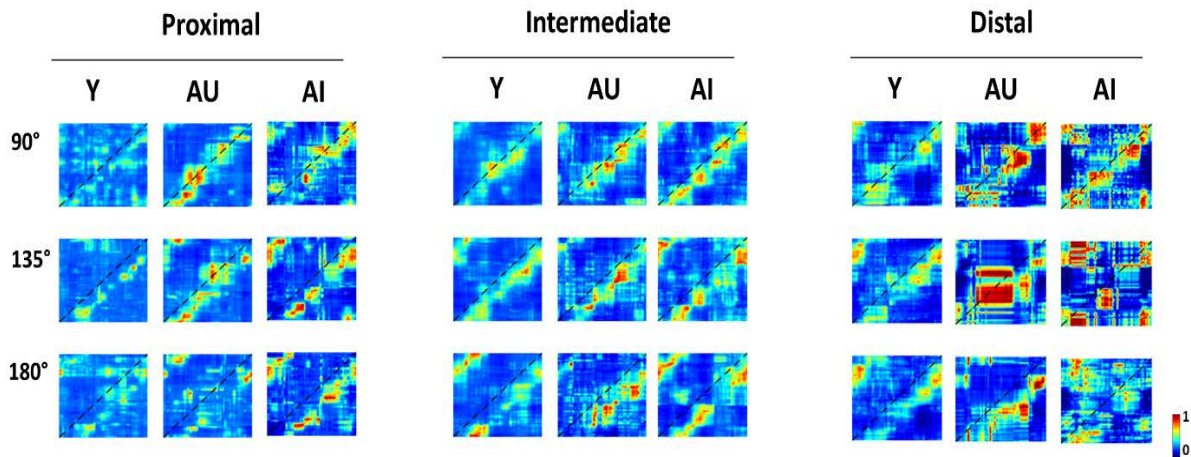 Proximal Intermediate Distal
Y AU AI Y AU AI Y AU AI
90°
135°
180°
1
0